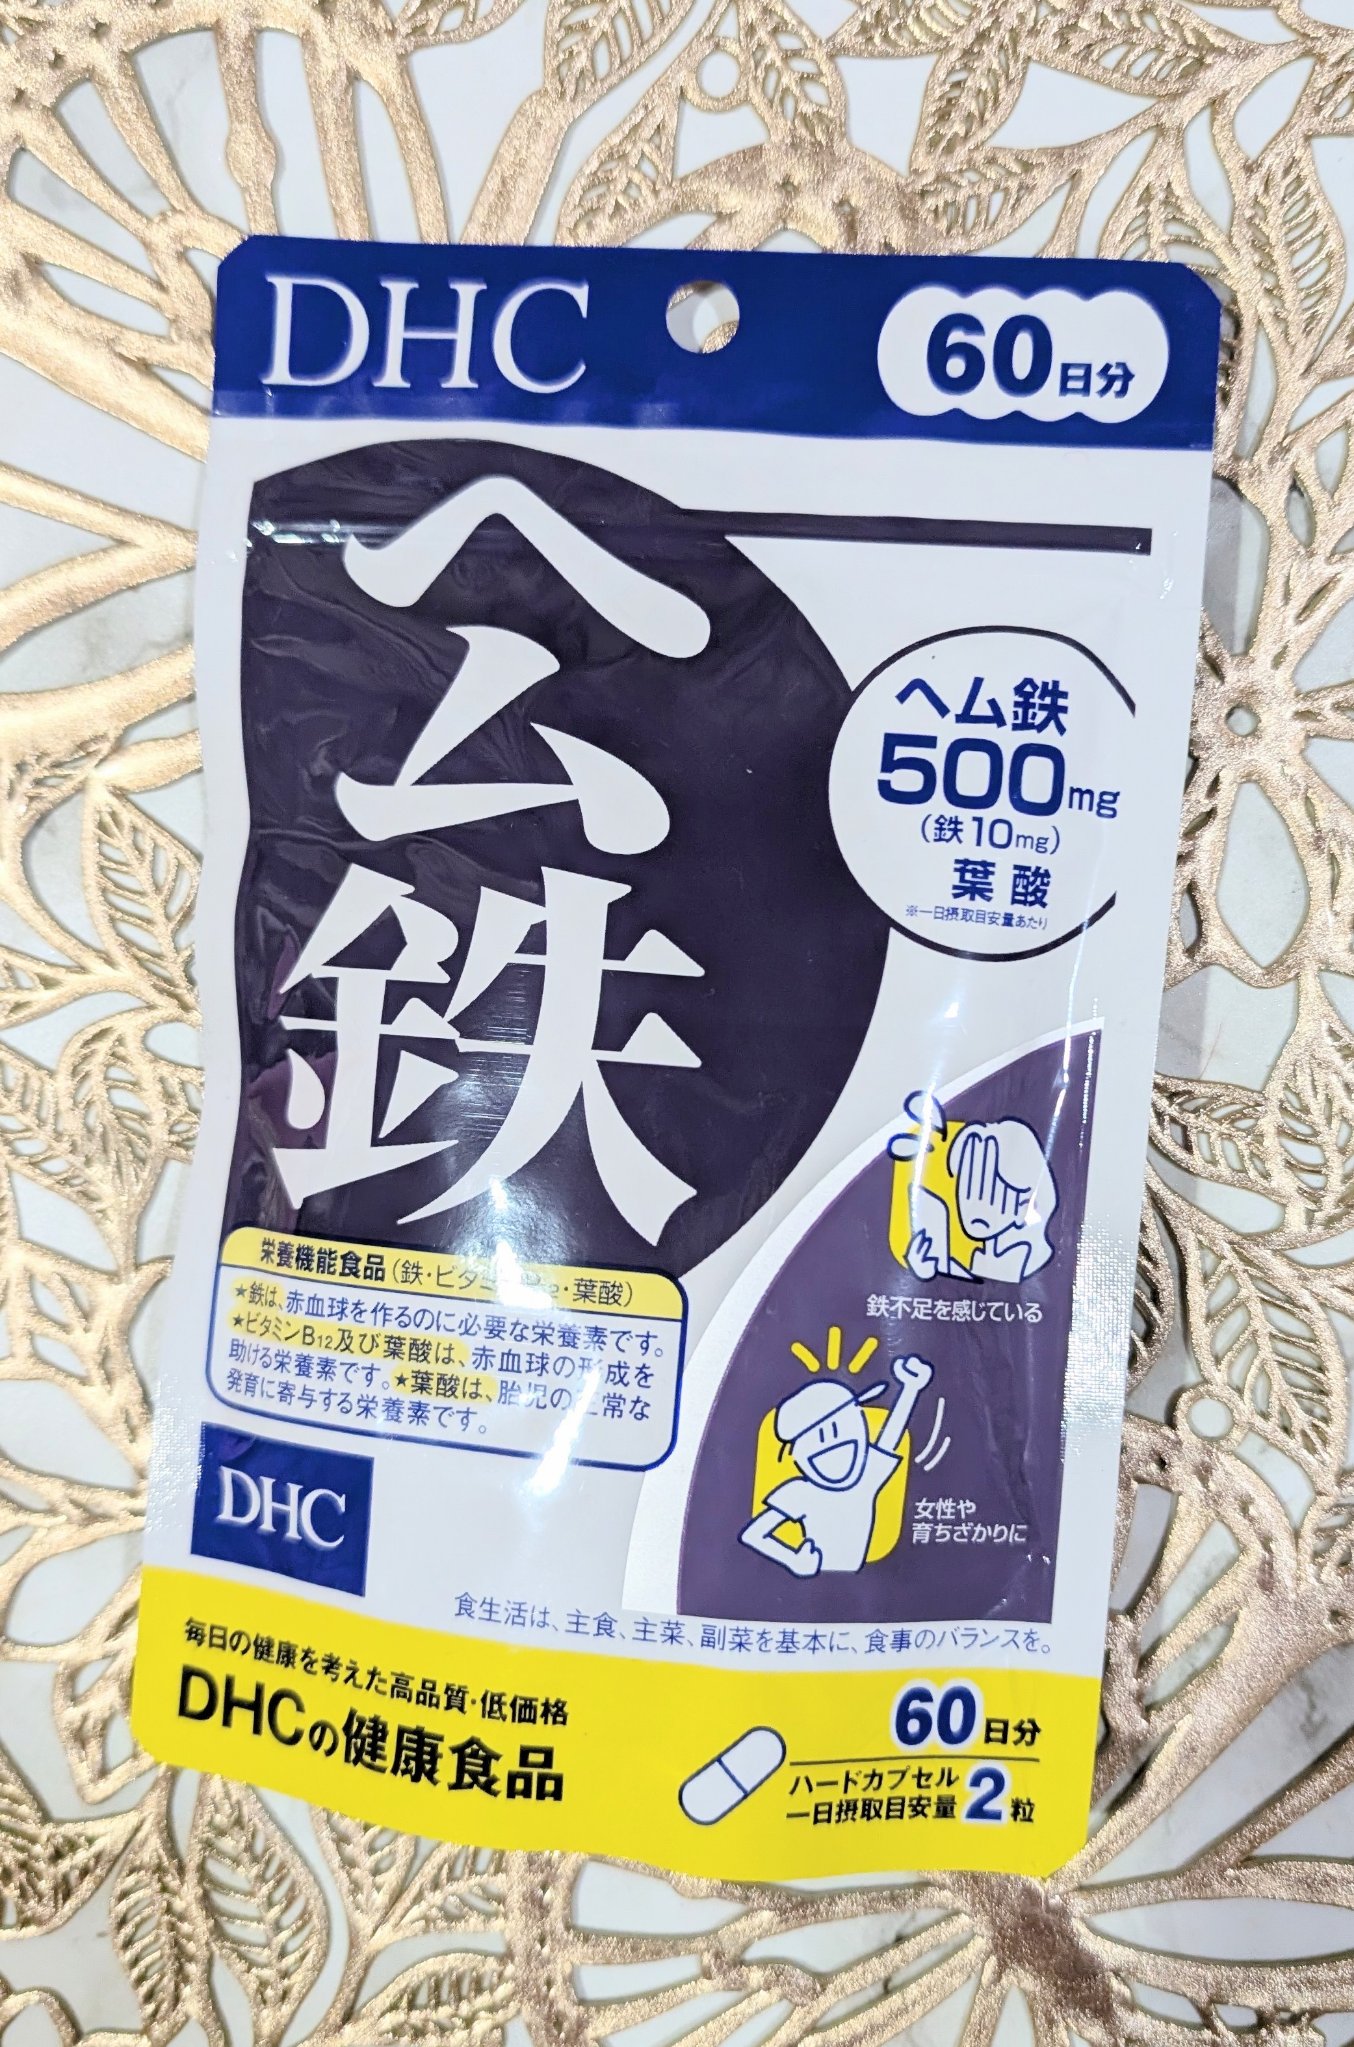 DHC
60日分
ヘム鉄
ヘム鉄
500mg
(鉄10mg)
葉酸
※一日摂取目安量あたり
栄養機能食品(鉄・ビタ・葉酸)
★鉄は、赤血球を作るのに必要な栄養素です。
★ビタミンB12及び葉酸は、赤血球の形成を
助ける栄養素です。★葉酸は、胎児の正常な
発育に寄与する栄養素です。
鉄不足を感じている
女性や
育ちざかりに
DHC
食生活は、主食、主菜、副菜を基本に、食事のバランスを。
毎日の健康を考えた高品質・低価格
DHCの健康食品
60日分
ハードカプセル
一日摂取目安量 2粒